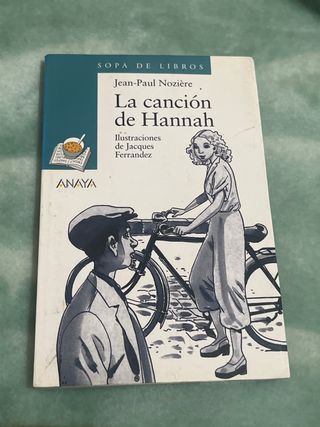 SOPA DE LIBROS
Jean-Paul Nozière
La canción
de Hannah
Ilustraciones
de Jacques
Ferrandez
ANAYA